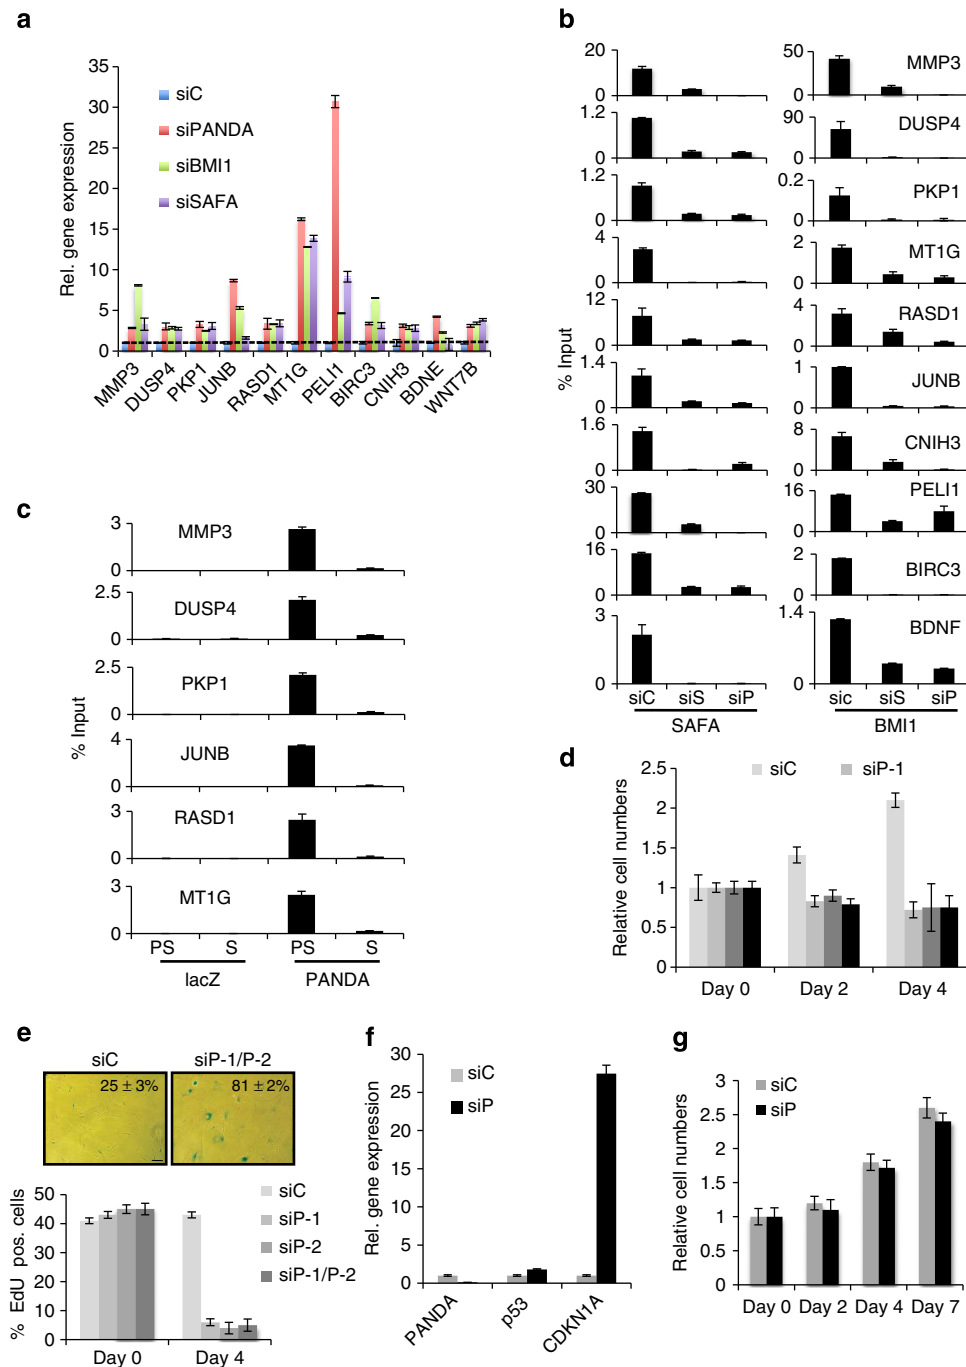 a
35
30
25
20
15
10
5
0
Rel. gene expression
siC
siPANDA
siBMI1
siSAFA
MMP3
DUSP4
PKP1
JUNB
RASD1
MT1G
PELI1
BIRC3
CNIH3
BDNE
WNT7B
b
20
0
50
0
MMP3
1.2
0
90
0
DUSP4
1.2
0
0.2
0
PKP1
4
0
2
0
MT1G
12
0
4
0
RASD1
1.4
0
1
0
JUNB
1.6
0
8
0
CNIH3
30
0
16
0
PELI1
16
0
2
0
BIRC3
3
0
1.4
0
BDNF
% Input
siC siS siP
SAFA
sic siS siP
BMI1
c
3
0
MMP3
2.5
0
DUSP4
2.5
0
PKP1
4
0
JUNB
3
0
RASD1
3
0
MT1G
% Input
PS S PS S
lacZ PANDA
d
2.5
2
1.5
1
0.5
0
Relative cell numbers
siC siP-1
Day 0 Day 2 Day 4
e
siC siP-1/P-2
25 ± 3% 81 ± 2%
50
40
30
20
10
0
% EdU pos. cells
siC
siP-1
siP-2
siP-1/P-2
Day 0 Day 4
f
30
25
20
15
10
5
0
Rel. gene expression
siC
siP
PANDA
p53
CDKN1A
g
3
2.5
2
1.5
1
0.5
0
Relative cell numbers
siC
siP
Day 0 Day 2 Day 4 Day 7